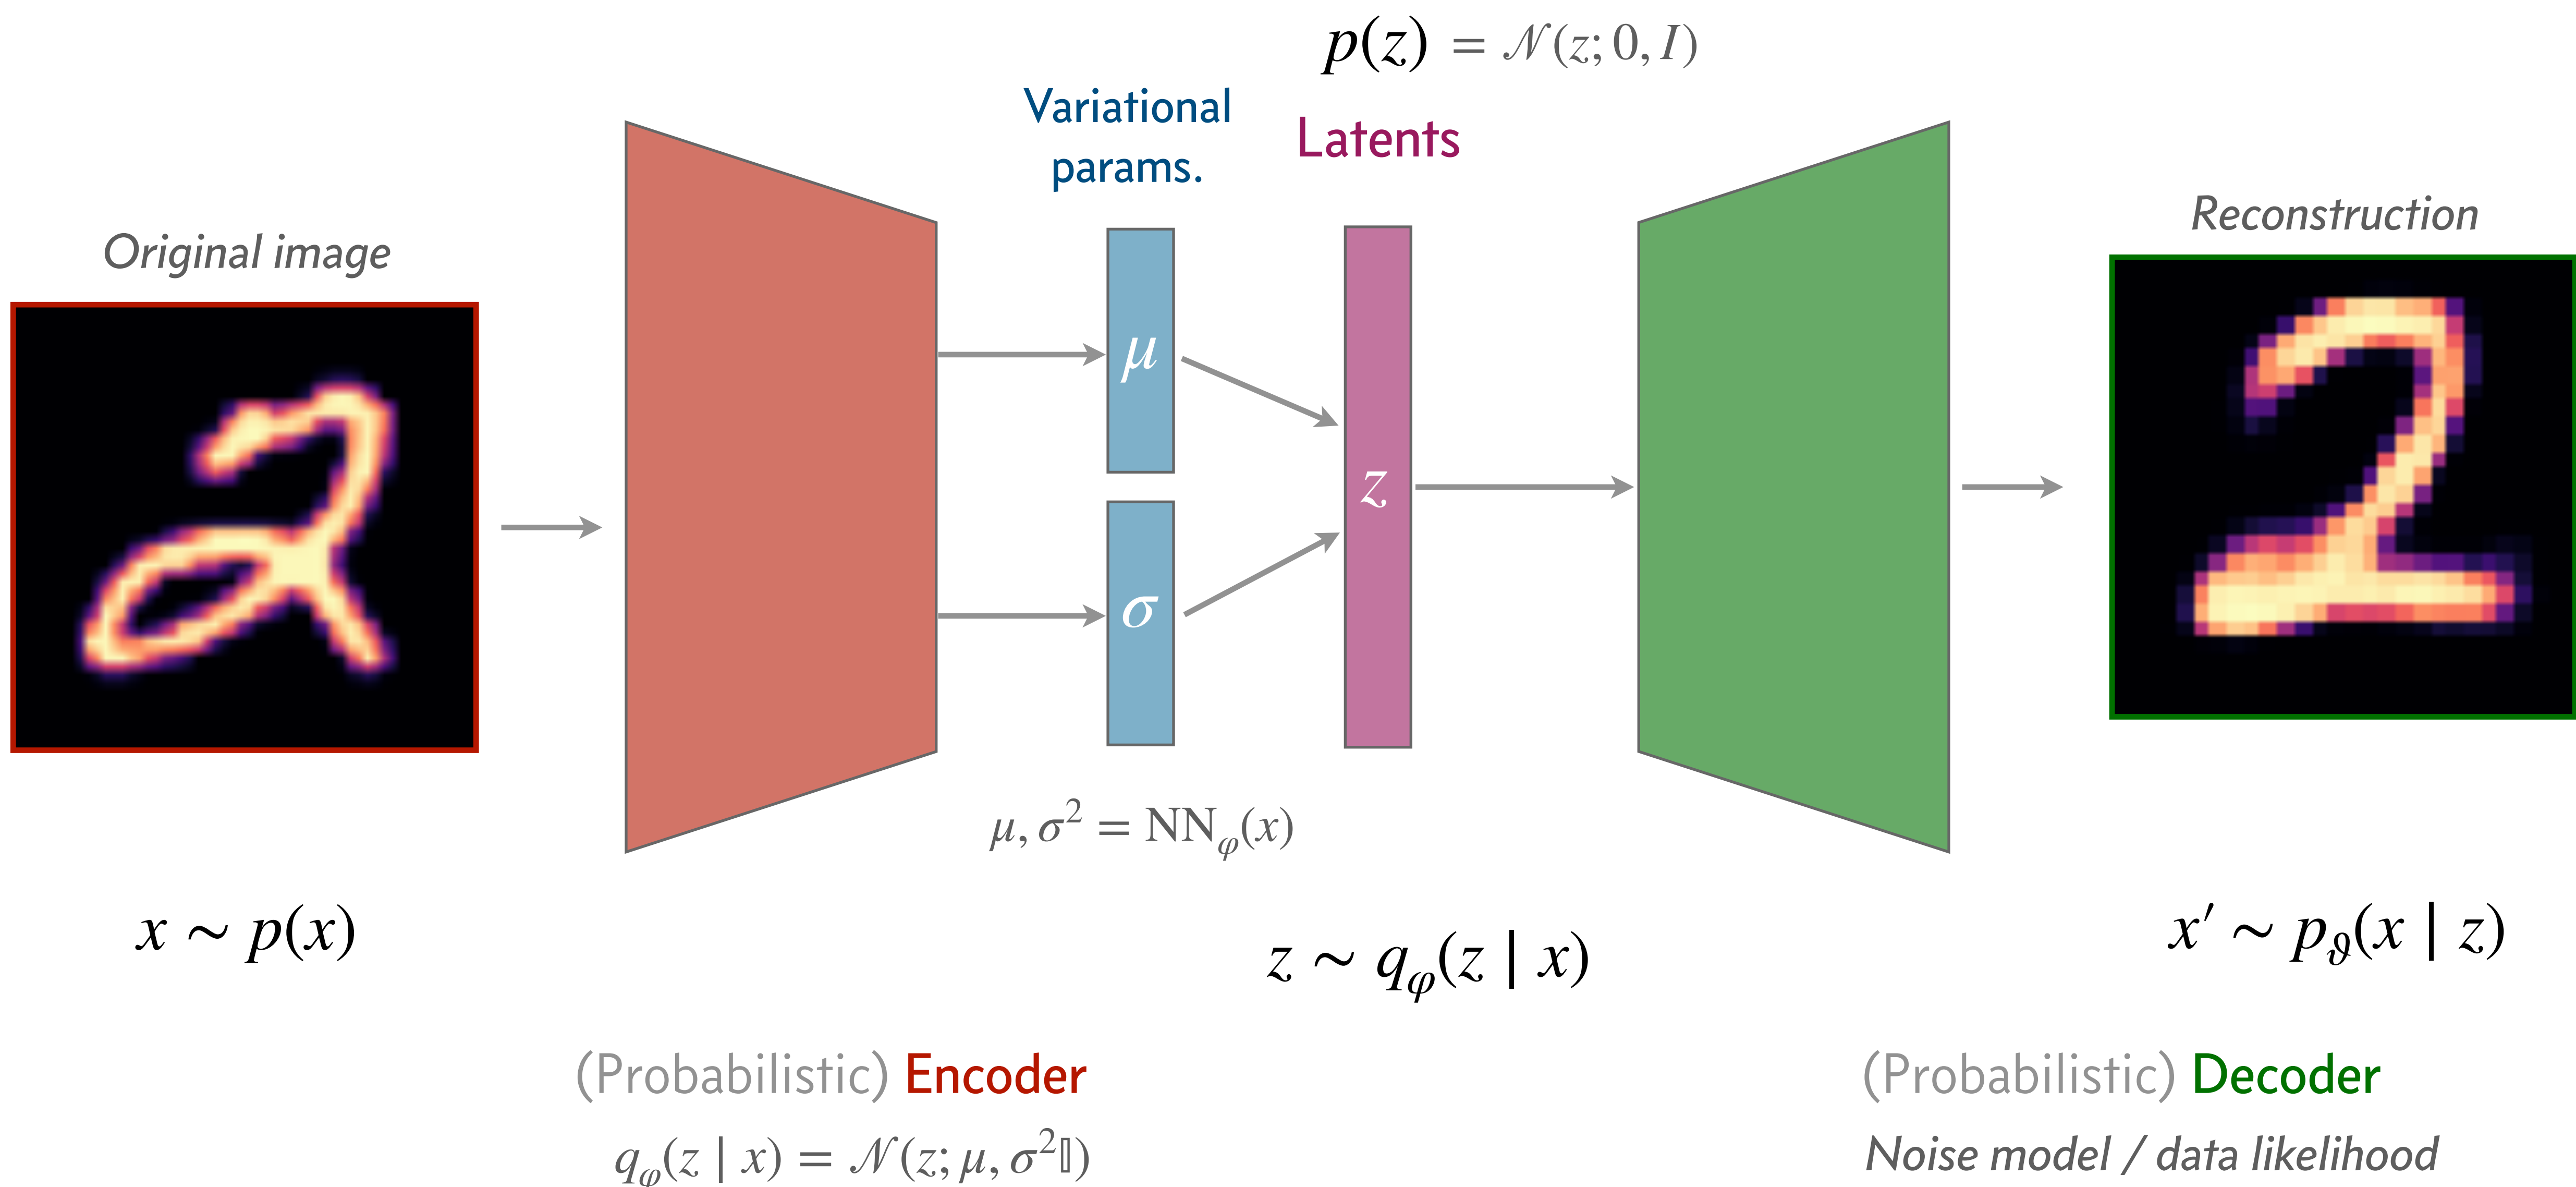 p(z) = 𝒩(z; 0, I)
Variational
params.
Latents
Original image
Reconstruction
μ
σ
z
μ, σ² = NN_φ(x)
x ∼ p(x)
z ∼ q_φ(z | x)
x′ ∼ p_ϑ(x | z)
(Probabilistic) Encoder
q_φ(z | x) = 𝒩(z; μ, σ²▯)
(Probabilistic) Decoder
Noise model / data likelihood